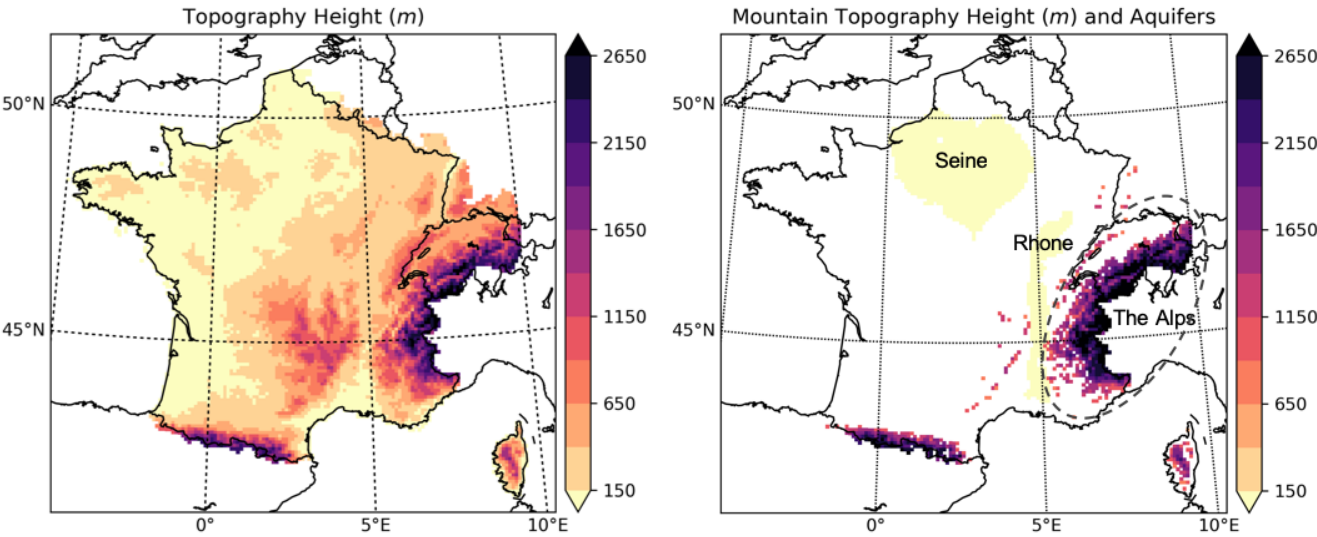 Topography Height (m)
50°N
45°N
0°
5°E
10°E
2650
2150
1650
1150
650
150
Mountain Topography Height (m) and Aquifers
50°N
45°N
Seine
Rhone
The Alps
0°
5°E
10°E
2650
2150
1650
1150
650
150